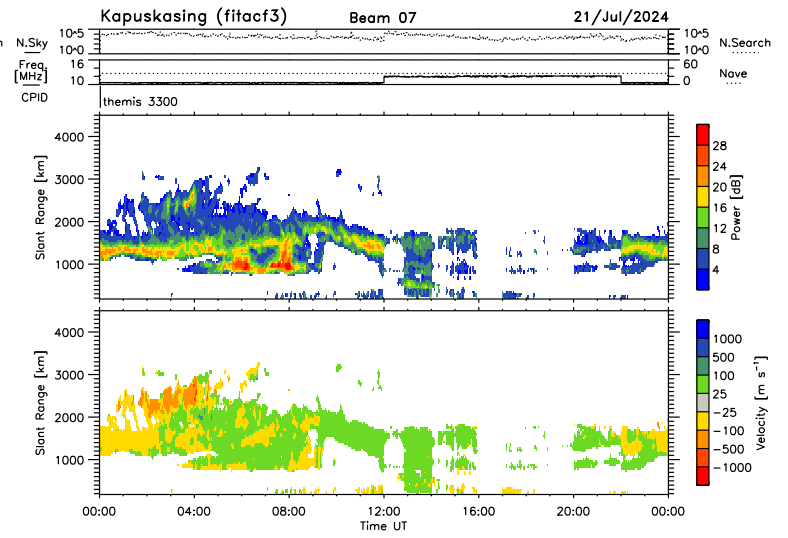 Kapuskasing (fitacf3) Beam 07 21/Jul/2024
n N.Sky 10^5 10^5 N.Search
10^0 10^0
Freq. [MHz] 16 60 Nave
10 0
CPID themis 3300
4000
3000
2000
1000
Slant Range [km]
28
24
20
16
12
8
4
Power [dB]
4000
3000
2000
1000
Slant Range [km]
1000
500
100
25
-25
-100
-500
-1000
Velocity [m s⁻¹]
00:00 04:00 08:00 12:00 16:00 20:00 00:00
Time UT